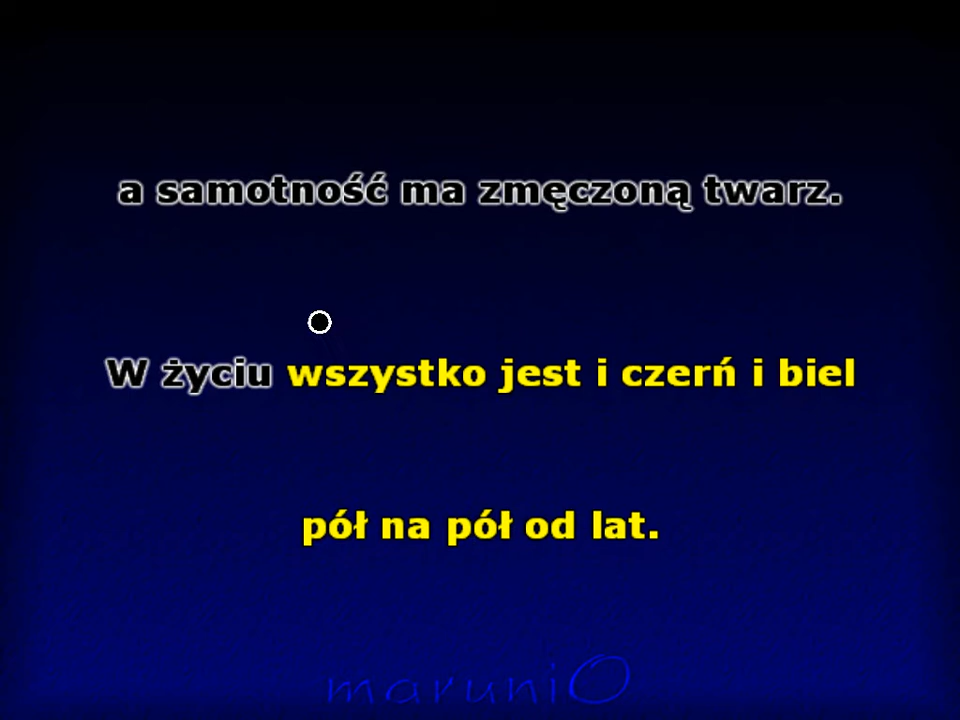 a samotność ma zmęczoną twarz.
W życiu wszystko jest i czerń i biel
pół na pół od lat.
maruniO